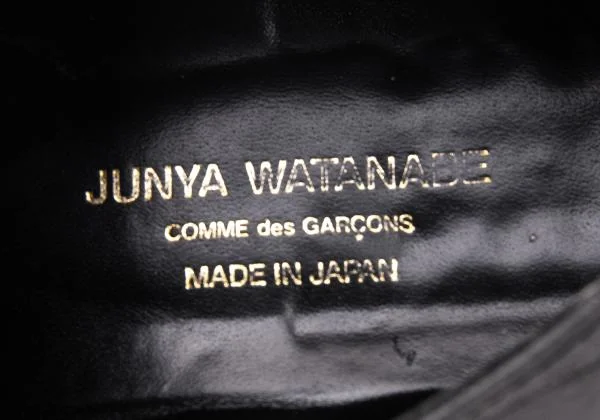 JUNYA WATANABE
COMME des GARÇONS
MADE IN JAPAN